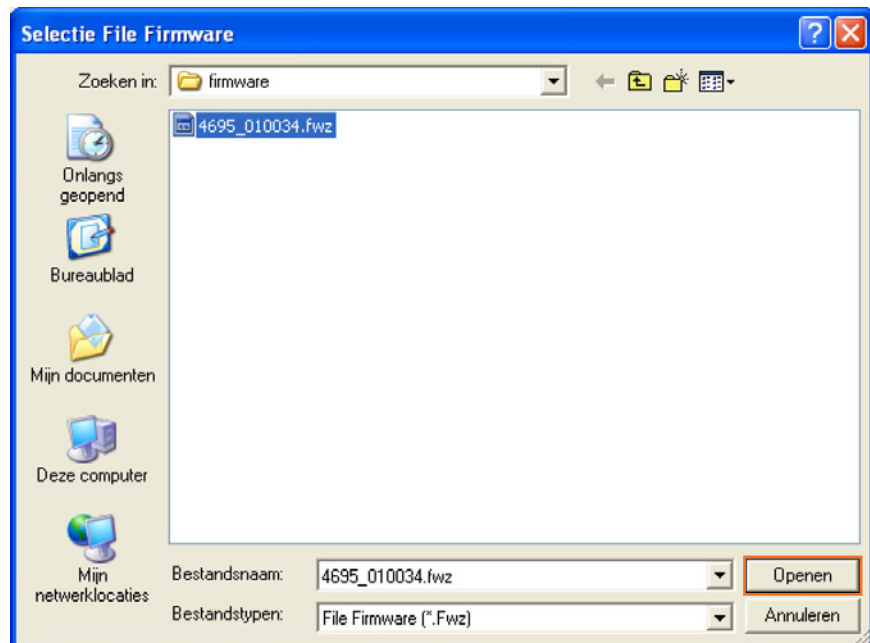 Selectie File Firmware
Zoeken in:
firmware
4695_010034.fwz
Onlangs
geopend
Bureaublad
Mijn documenten
Deze computer
Mijn
netwerklocaties
Bestandsnaam:
4695_010034.fwz
Openen
Bestandstypen:
File Firmware (*.Fwz)
Annuleren